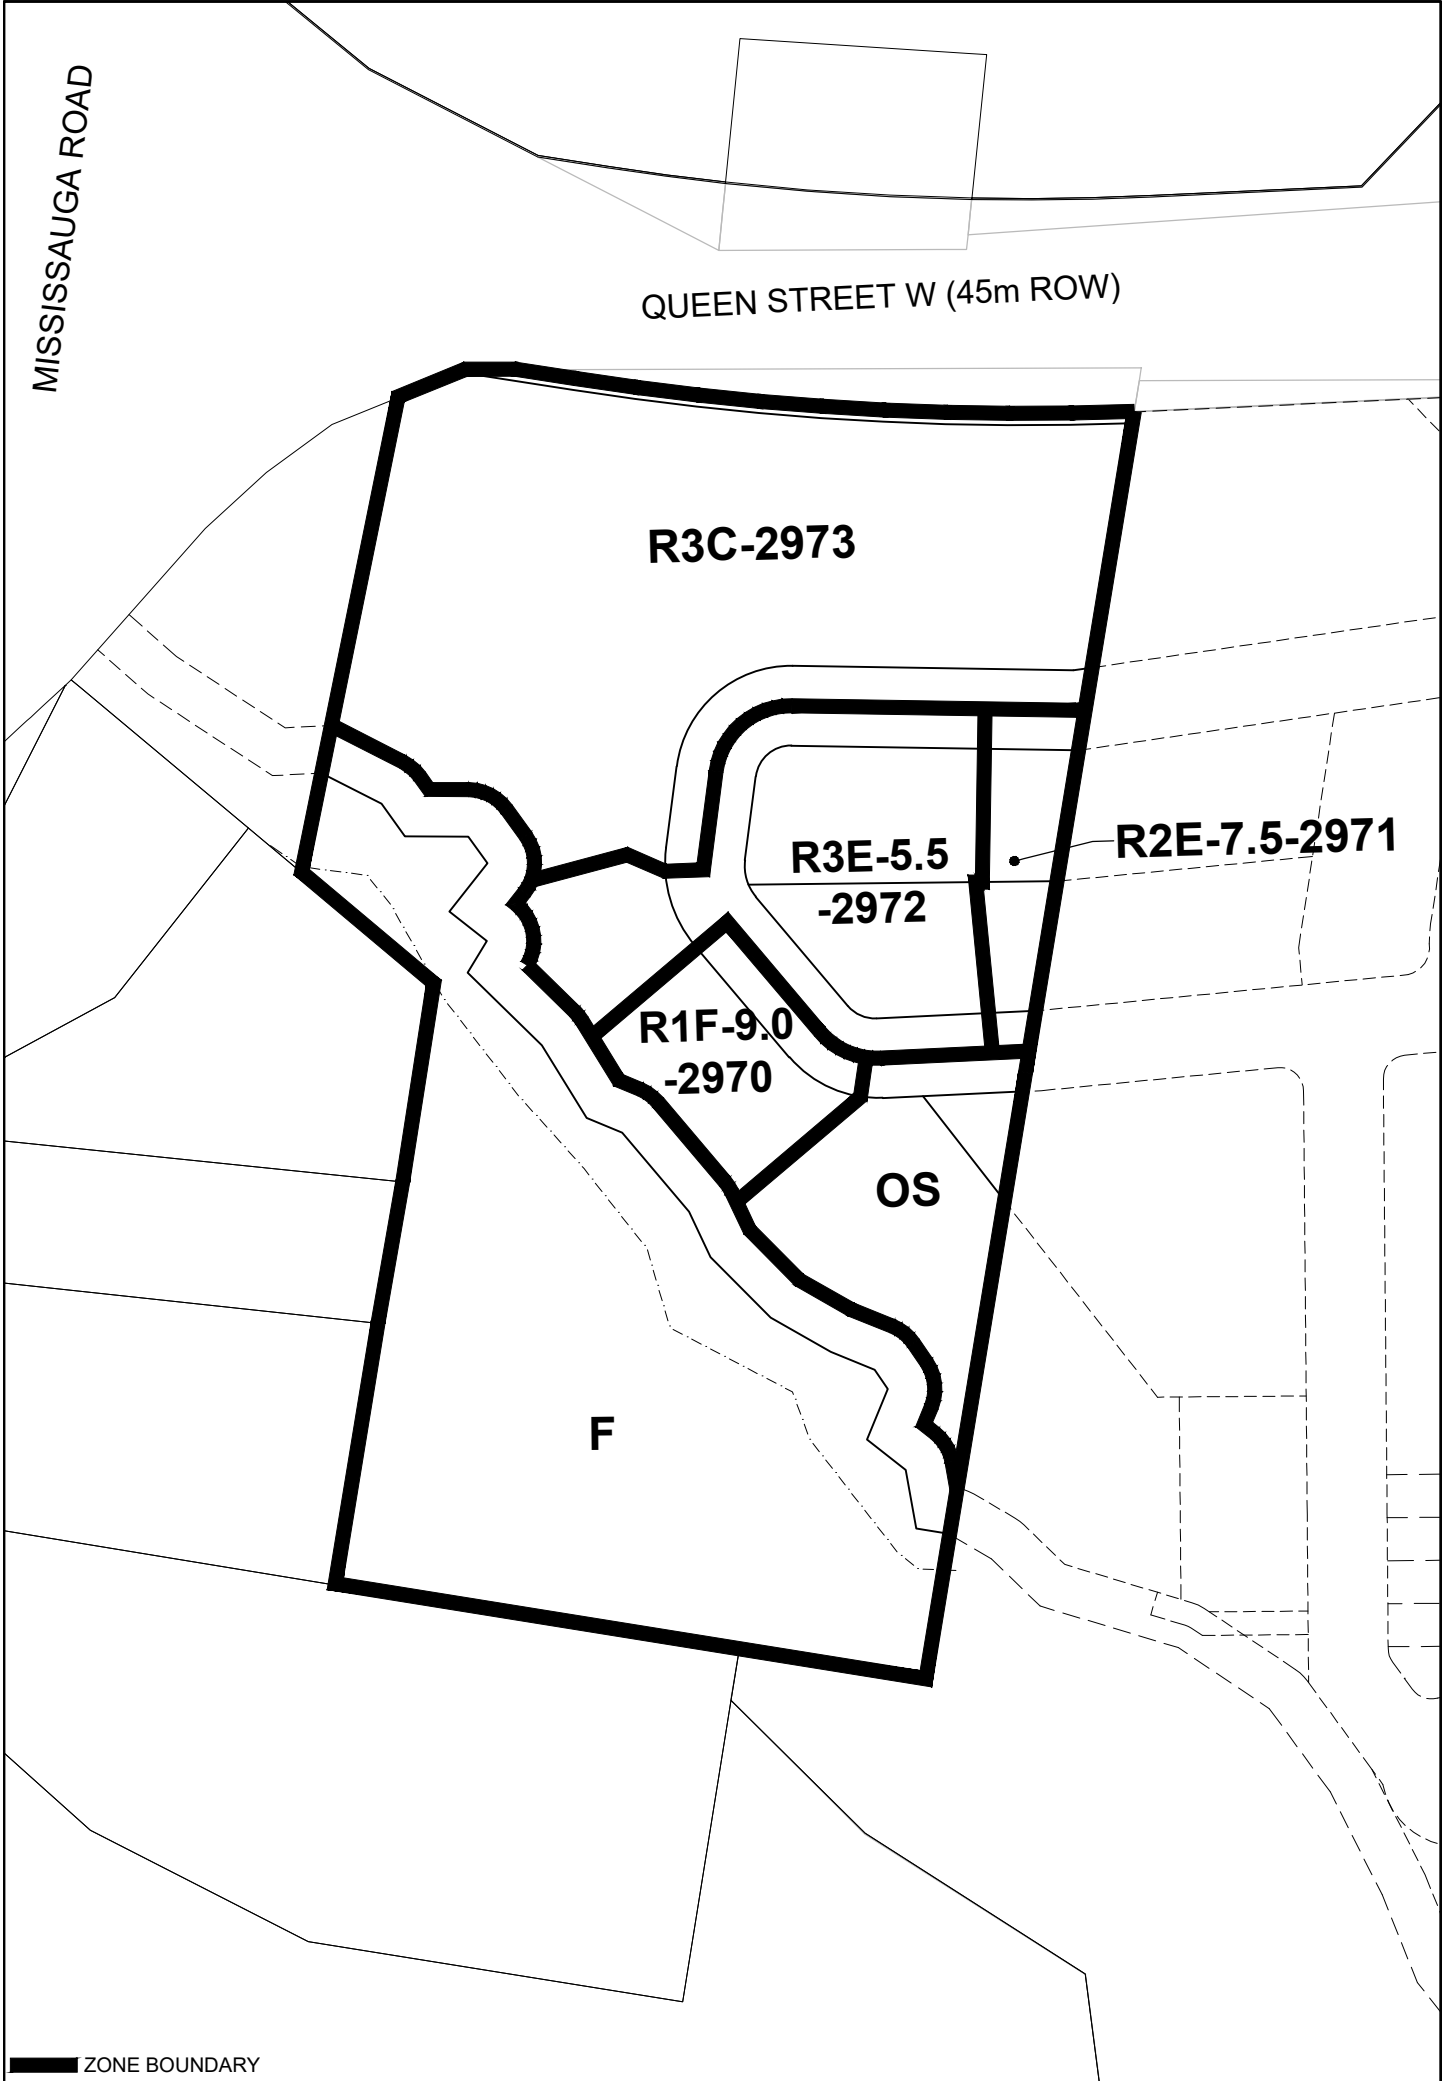 MISSISSAUGA ROAD
QUEEN STREET W (45m ROW)
R3C-2973
R3E-5.5
-2972
R2E-7.5-2971
R1F-9.0
-2970
OS
F
ZONE BOUNDARY